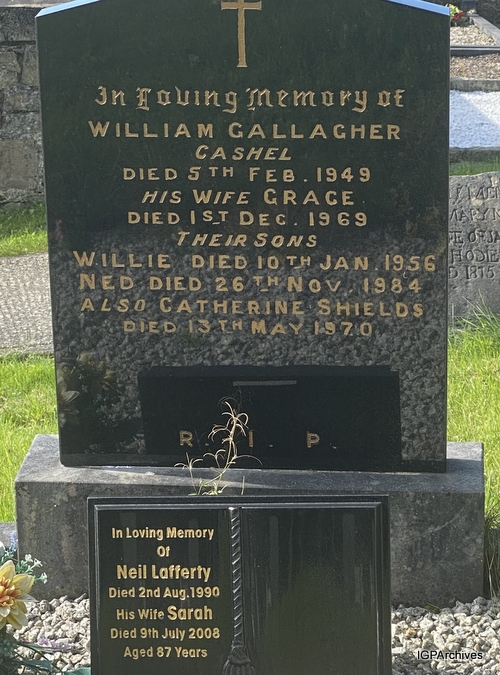 In Loving Memory of
WILLIAM GALLAGHER
CASHEL
DIED 5TH FEB. 1949
HIS WIFE GRACE
DIED 1ST DEC. 1969
THEIR SONS
WILLIE DIED 10TH JAN. 1956
NED DIED 26TH NOV. 1984
ALSO CATHERINE SHIELDS
DIED 13TH MAY 1970
R. I. P.
In Loving Memory
Of
Neil Lafferty
Died 2nd Aug.1990
His Wife Sarah
Died 9th July 2008
Aged 87 Years
1875
IGPArchives